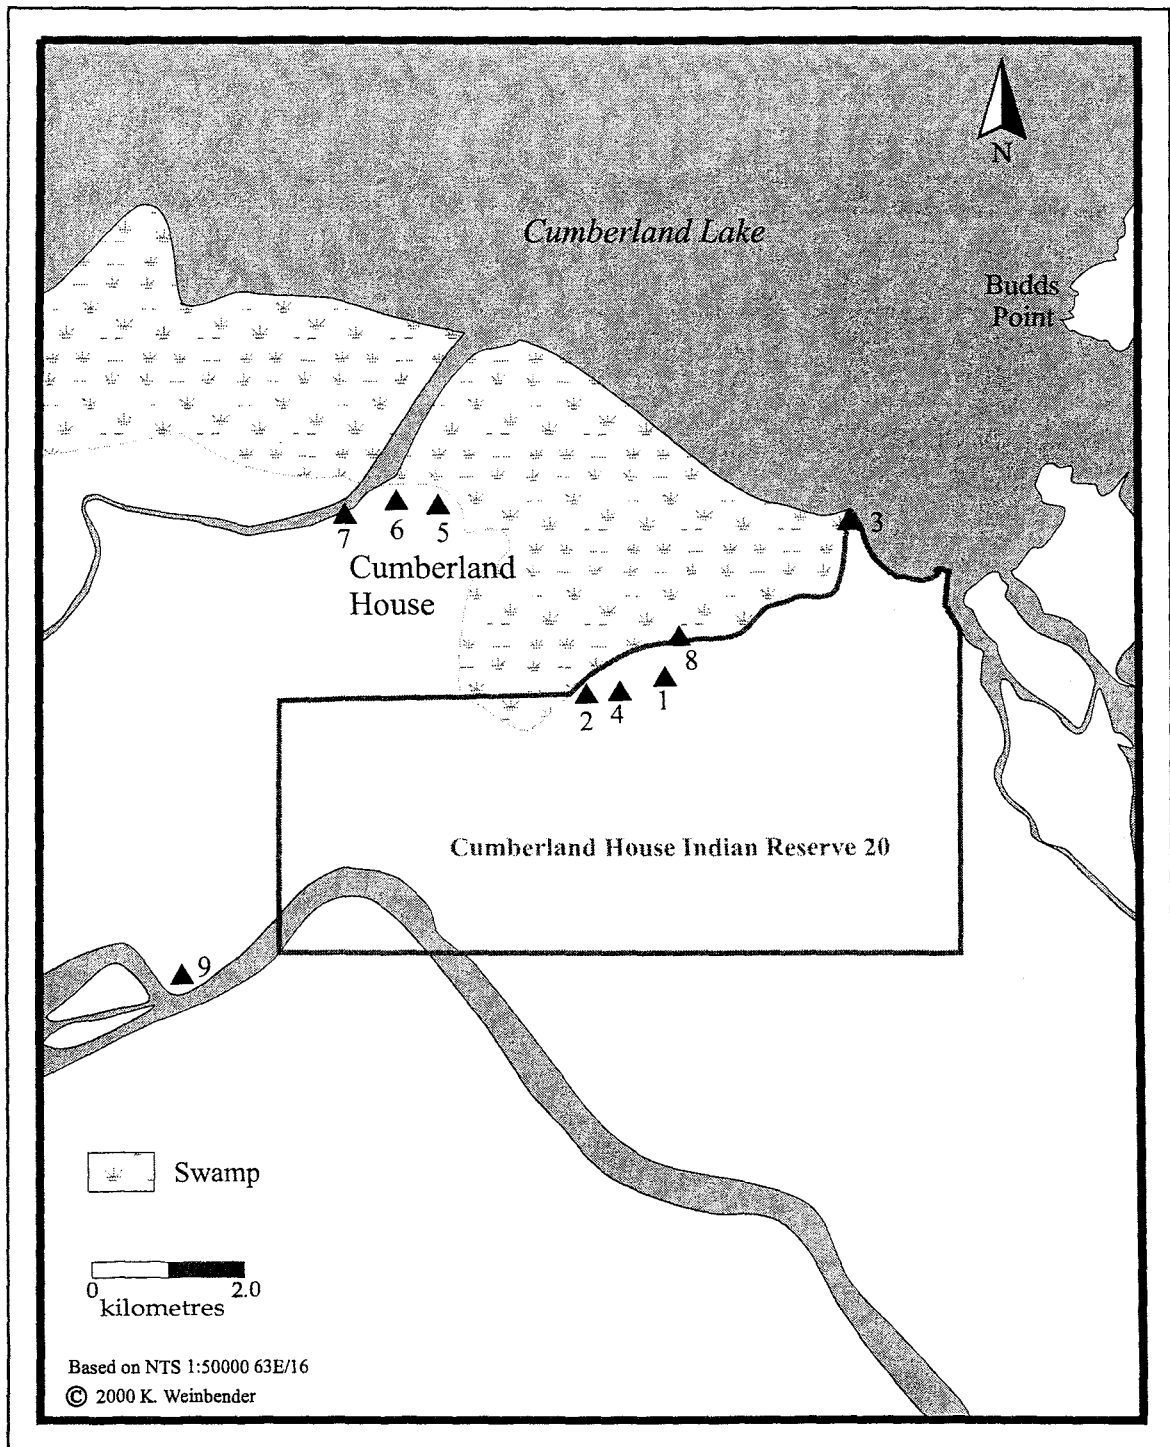 N
Cumberland Lake
Budds
Point
3
6
5
7
Cumberland
House
8
1
2
4
Cumberland House Indian Reserve 20
9
Swamp
0
2.0
kilometres
Based on NTS 1:50000 63E/16
© 2000 K. Weinbender